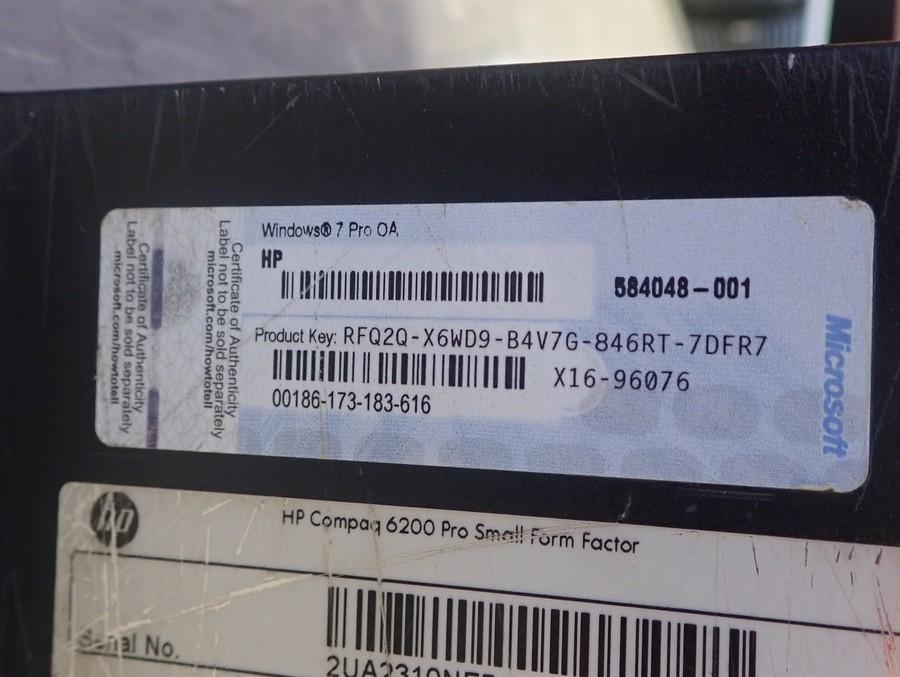 Certificate of Authenticity
Label not to be sold separately
microsoft.com/howtotell
Certificate of Authenticity
Label not to be sold separately
microsoft.com/howtotell
Windows® 7 Pro OA
HP
584048-001
Product Key: RFQ2Q-X6WD9-B4V7G-846RT-7DFR7
X16-96076
00186-173-183-616
Microsoft
hp
HP Compaq 6200 Pro Small Form Factor
Serial No.